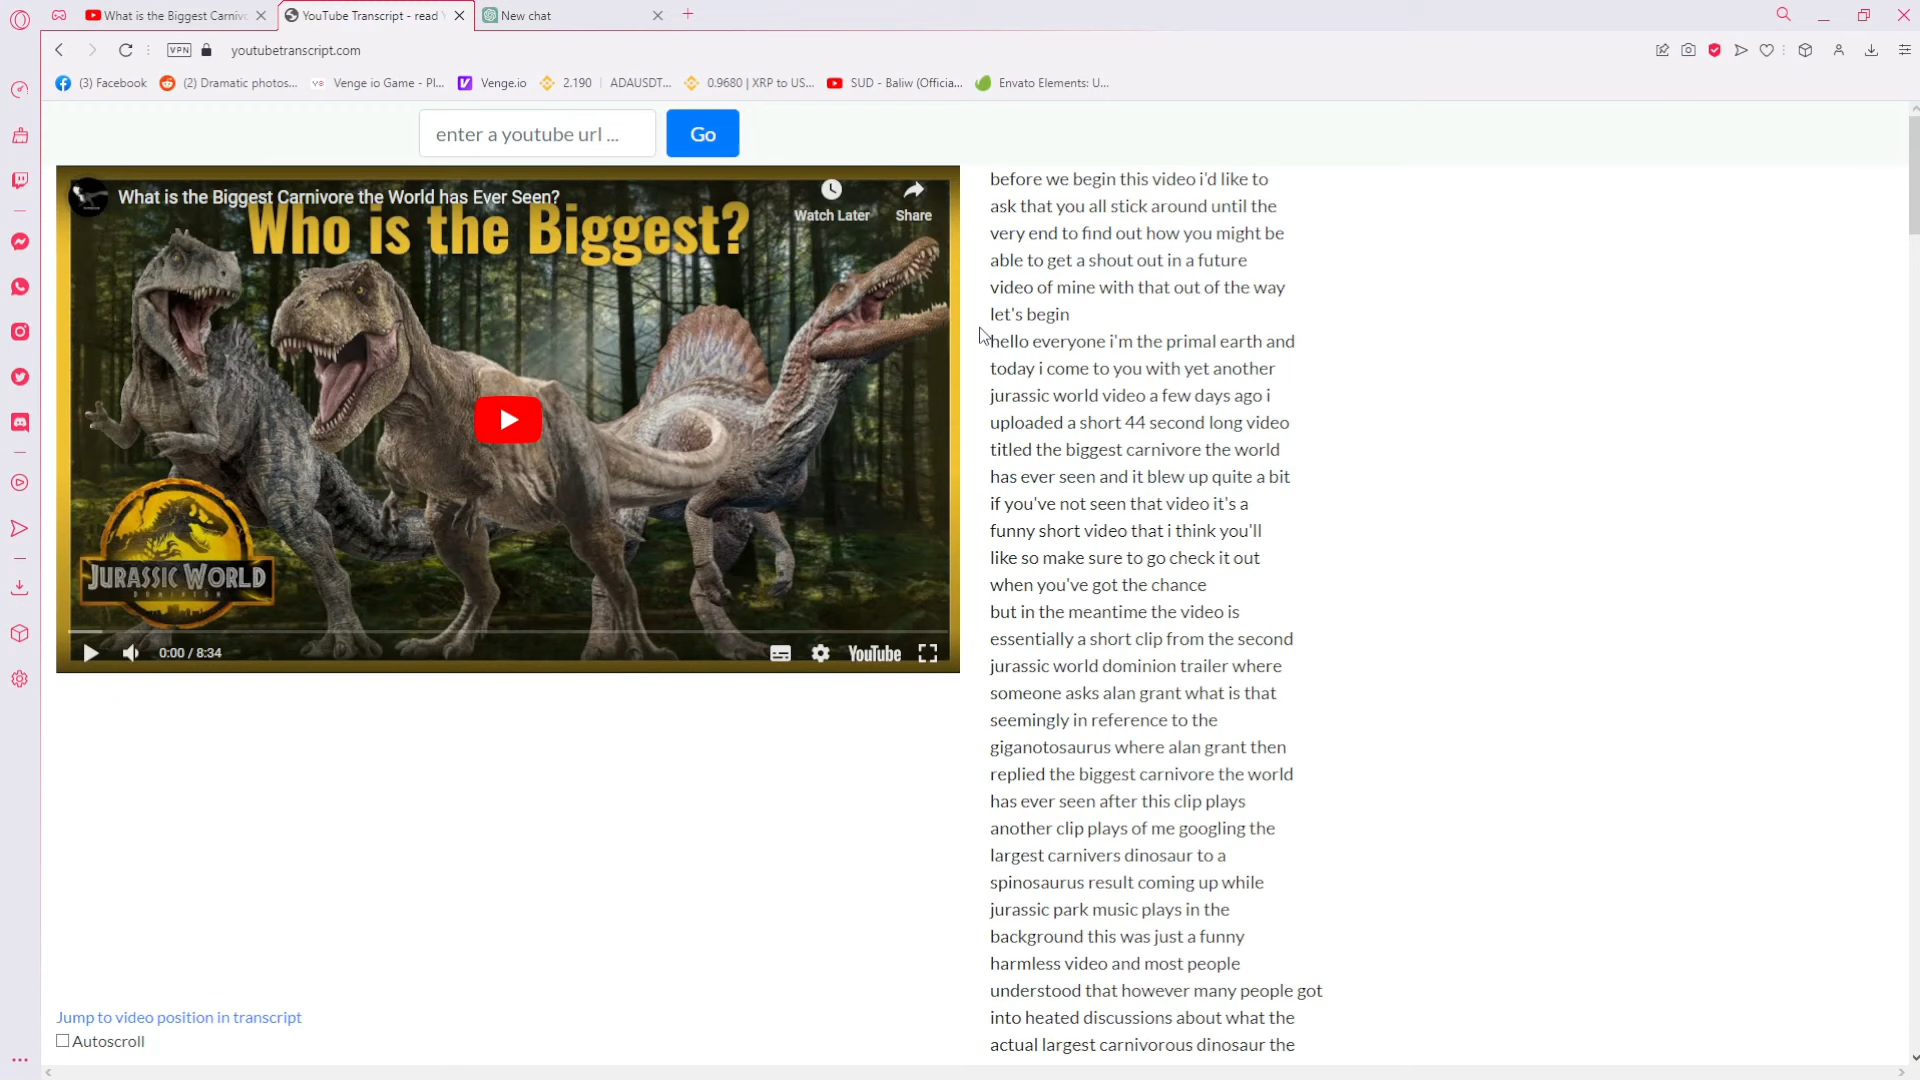 What is the Biggest Carnivo
YouTube Transcript - read Y
New chat
VPN
youtubetranscript.com
(3) Facebook
(2) Dramatic photos...
vs
Venge io Game - Pl...
Venge.io
2.190
ADAUSDT...
0.9680 | XRP to US...
SUD - Baliw (Officia...
Envato Elements: U...
enter a youtube url ...
Go
What is the Biggest Carnivore the World has Ever Seen?
Watch Later
Share
Who is the Biggest?
JURASSIC WORLD
DOMINION
0:00 / 8:34
YouTube
Jump to video position in transcript
Autoscroll
before we begin this video i'd like to
ask that you all stick around until the
very end to find out how you might be
able to get a shout out in a future
video of mine with that out of the way
let's begin
hello everyone i'm the primal earth and
today i come to you with yet another
jurassic world video a few days ago i
uploaded a short 44 second long video
titled the biggest carnivore the world
has ever seen and it blew up quite a bit
if you've not seen that video it's a
funny short video that i think you'll
like so make sure to go check it out
when you've got the chance
but in the meantime the video is
essentially a short clip from the second
jurassic world dominion trailer where
someone asks alan grant what is that
seemingly in reference to the
giganotosaurus where alan grant then
replied the biggest carnivore the world
has ever seen after this clip plays
another clip plays of me googling the
largest carnivers dinosaur to a
spinosaurus result coming up while
jurassic park music plays in the
background this was just a funny
harmless video and most people
understood that however many people got
into heated discussions about what the
actual largest carnivorous dinosaur the